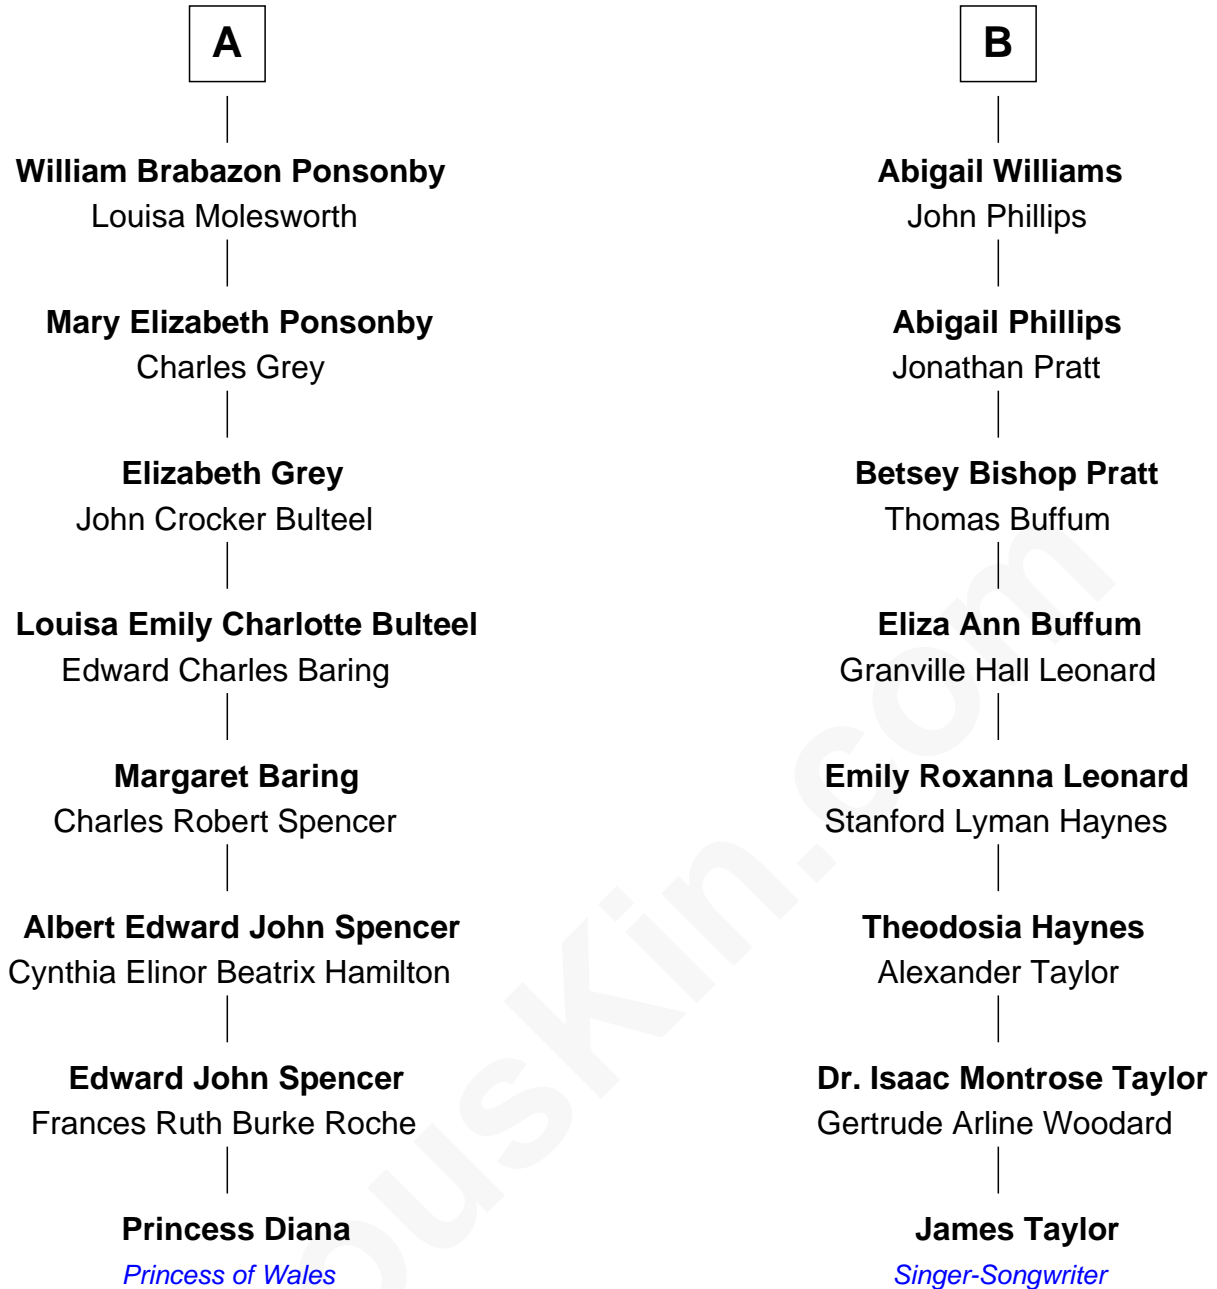 A
William Brabazon Ponsonby
Louisa Molesworth
Mary Elizabeth Ponsonby
Charles Grey
Elizabeth Grey
John Crocker Bulteel
Louisa Emily Charlotte Bulteel
Edward Charles Baring
Margaret Baring
Charles Robert Spencer
Albert Edward John Spencer
Cynthia Elinor Beatrix Hamilton
Edward John Spencer
Frances Ruth Burke Roche
Princess Diana
Princess of Wales
B
Abigail Williams
John Phillips
Abigail Phillips
Jonathan Pratt
Betsey Bishop Pratt
Thomas Buffum
Eliza Ann Buffum
Granville Hall Leonard
Emily Roxanna Leonard
Stanford Lyman Haynes
Theodosia Haynes
Alexander Taylor
Dr. Isaac Montrose Taylor
Gertrude Arline Woodard
James Taylor
Singer-Songwriter
ousKin.com